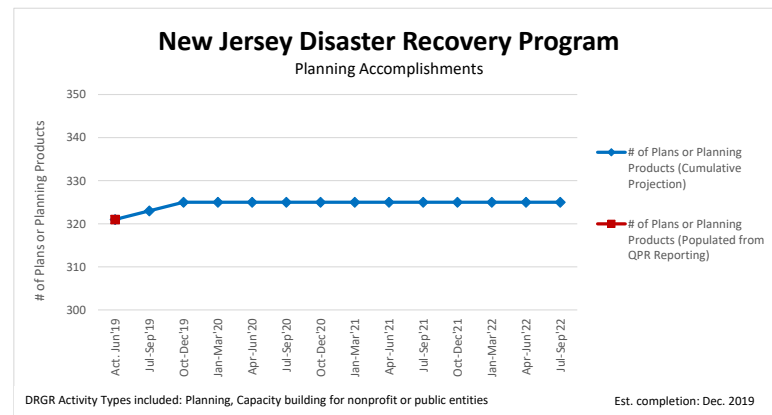 New Jersey Disaster Recovery Program
Planning Accomplishments
# of Plans or Planning Products
350
340
330
320
310
300
Act. Jun'19
Jul-Sep'19
Oct-Dec'19
Jan-Mar'20
Apr-Jun'20
Jul-Sep'20
Oct-Dec'20
Jan-Mar'21
Apr-Jun'21
Jul-Sep'21
Oct-Dec'21
Jan-Mar'22
Apr-Jun'22
Jul-Sep'22
# of Plans or Planning
Products (Cumulative
Projection)
# of Plans or Planning
Products (Populated from
QPR Reporting)
DRGR Activity Types included: Planning, Capacity building for nonprofit or public entities
Est. completion: Dec. 2019